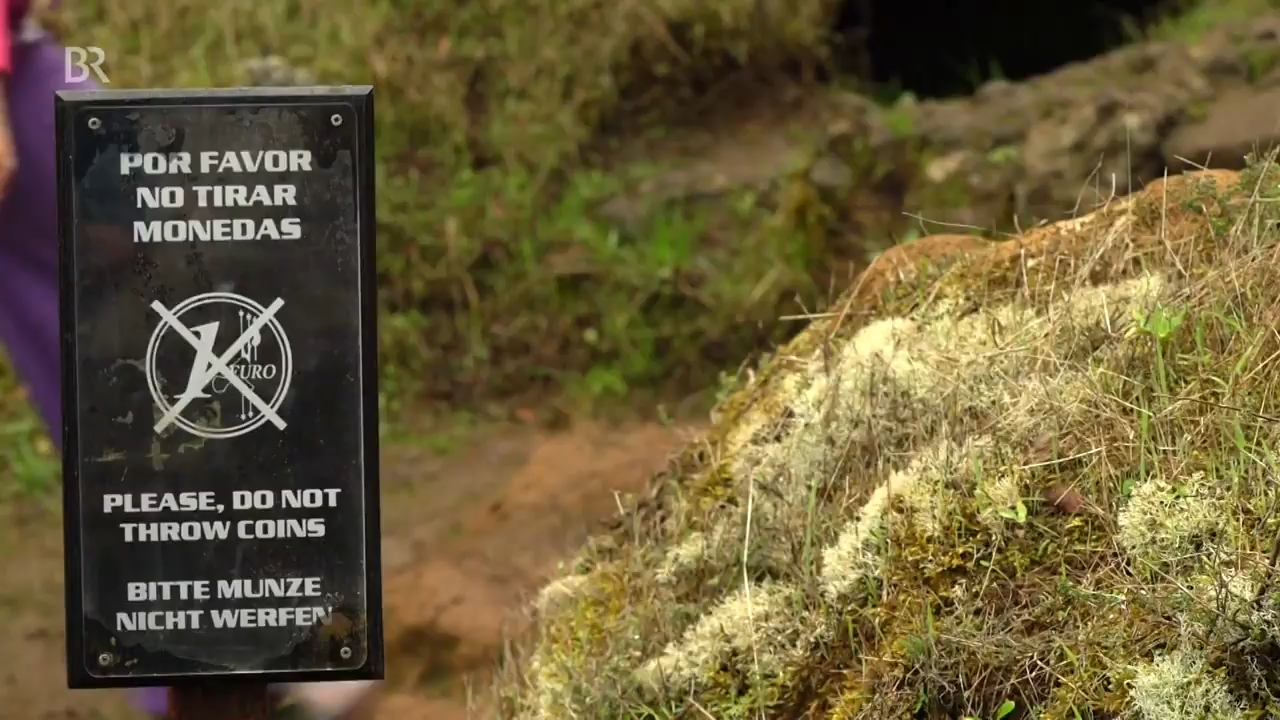 BR
POR FAVOR
NO TIRAR
MONEDAS
1
EURO
PLEASE, DO NOT
THROW COINS
BITTE MUNZE
NICHT WERFEN